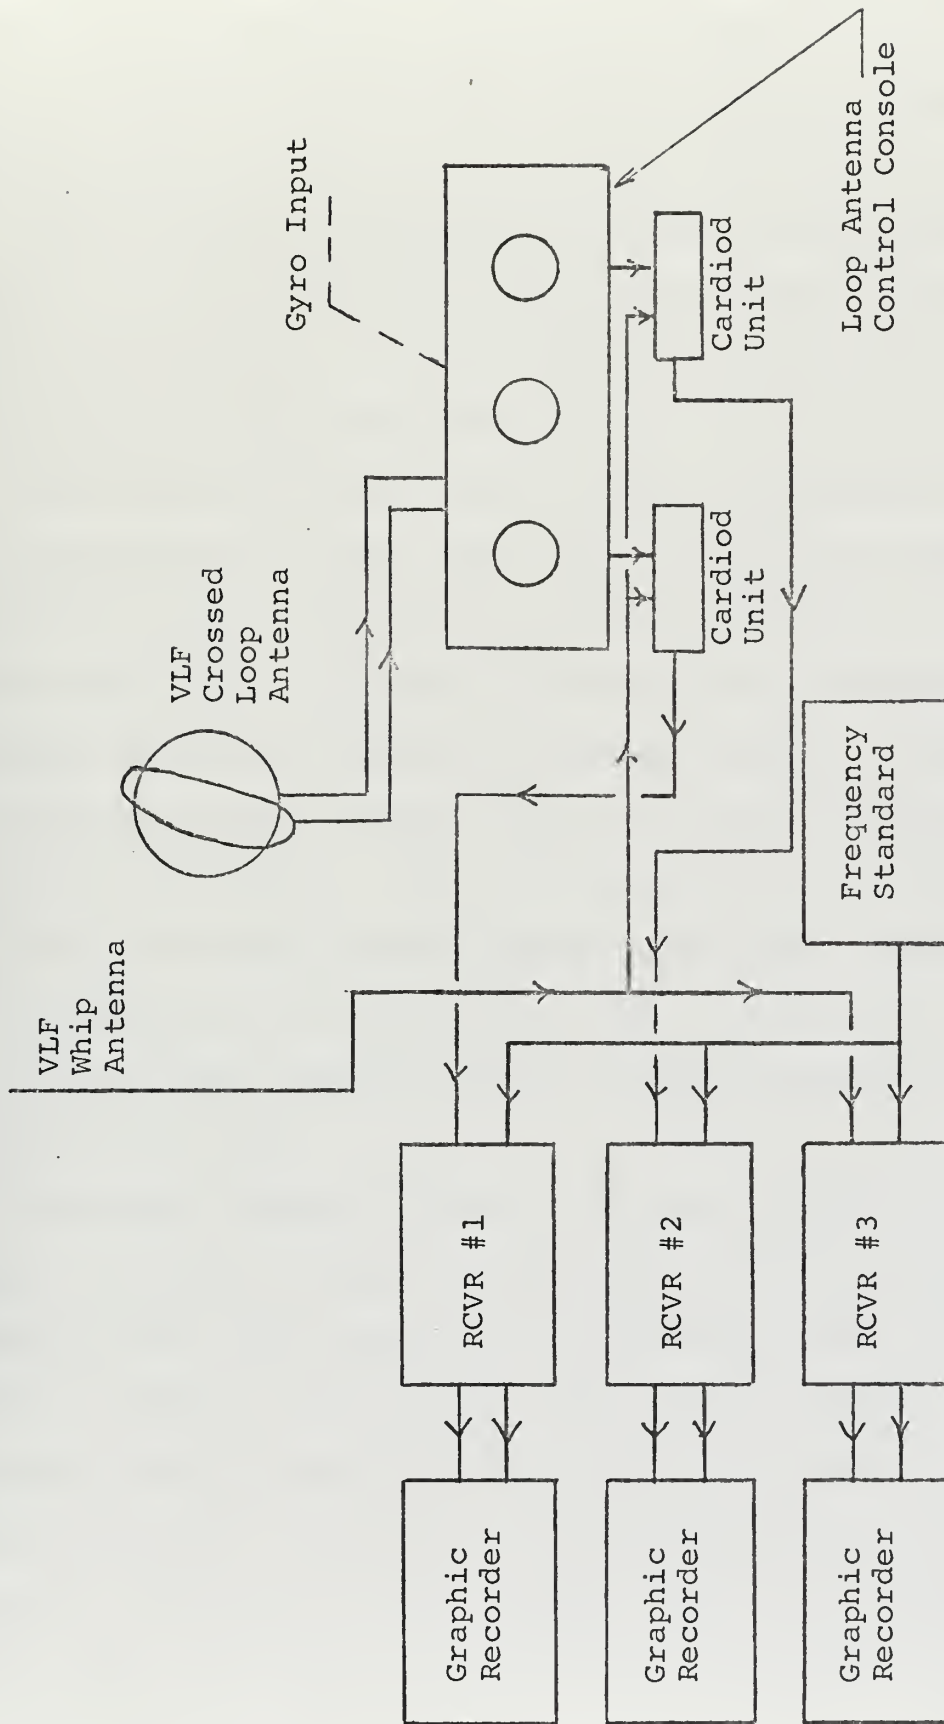 VLF
Whip
Antenna
VLF
Crossed
Loop
Antenna
Gyro Input
Graphic
Recorder
RCVR #1
Cardiod
Unit
Cardiod
Unit
Graphic
Recorder
RCVR #2
Graphic
Recorder
RCVR #3
Frequency
Standard
Loop Antenna
Control Console